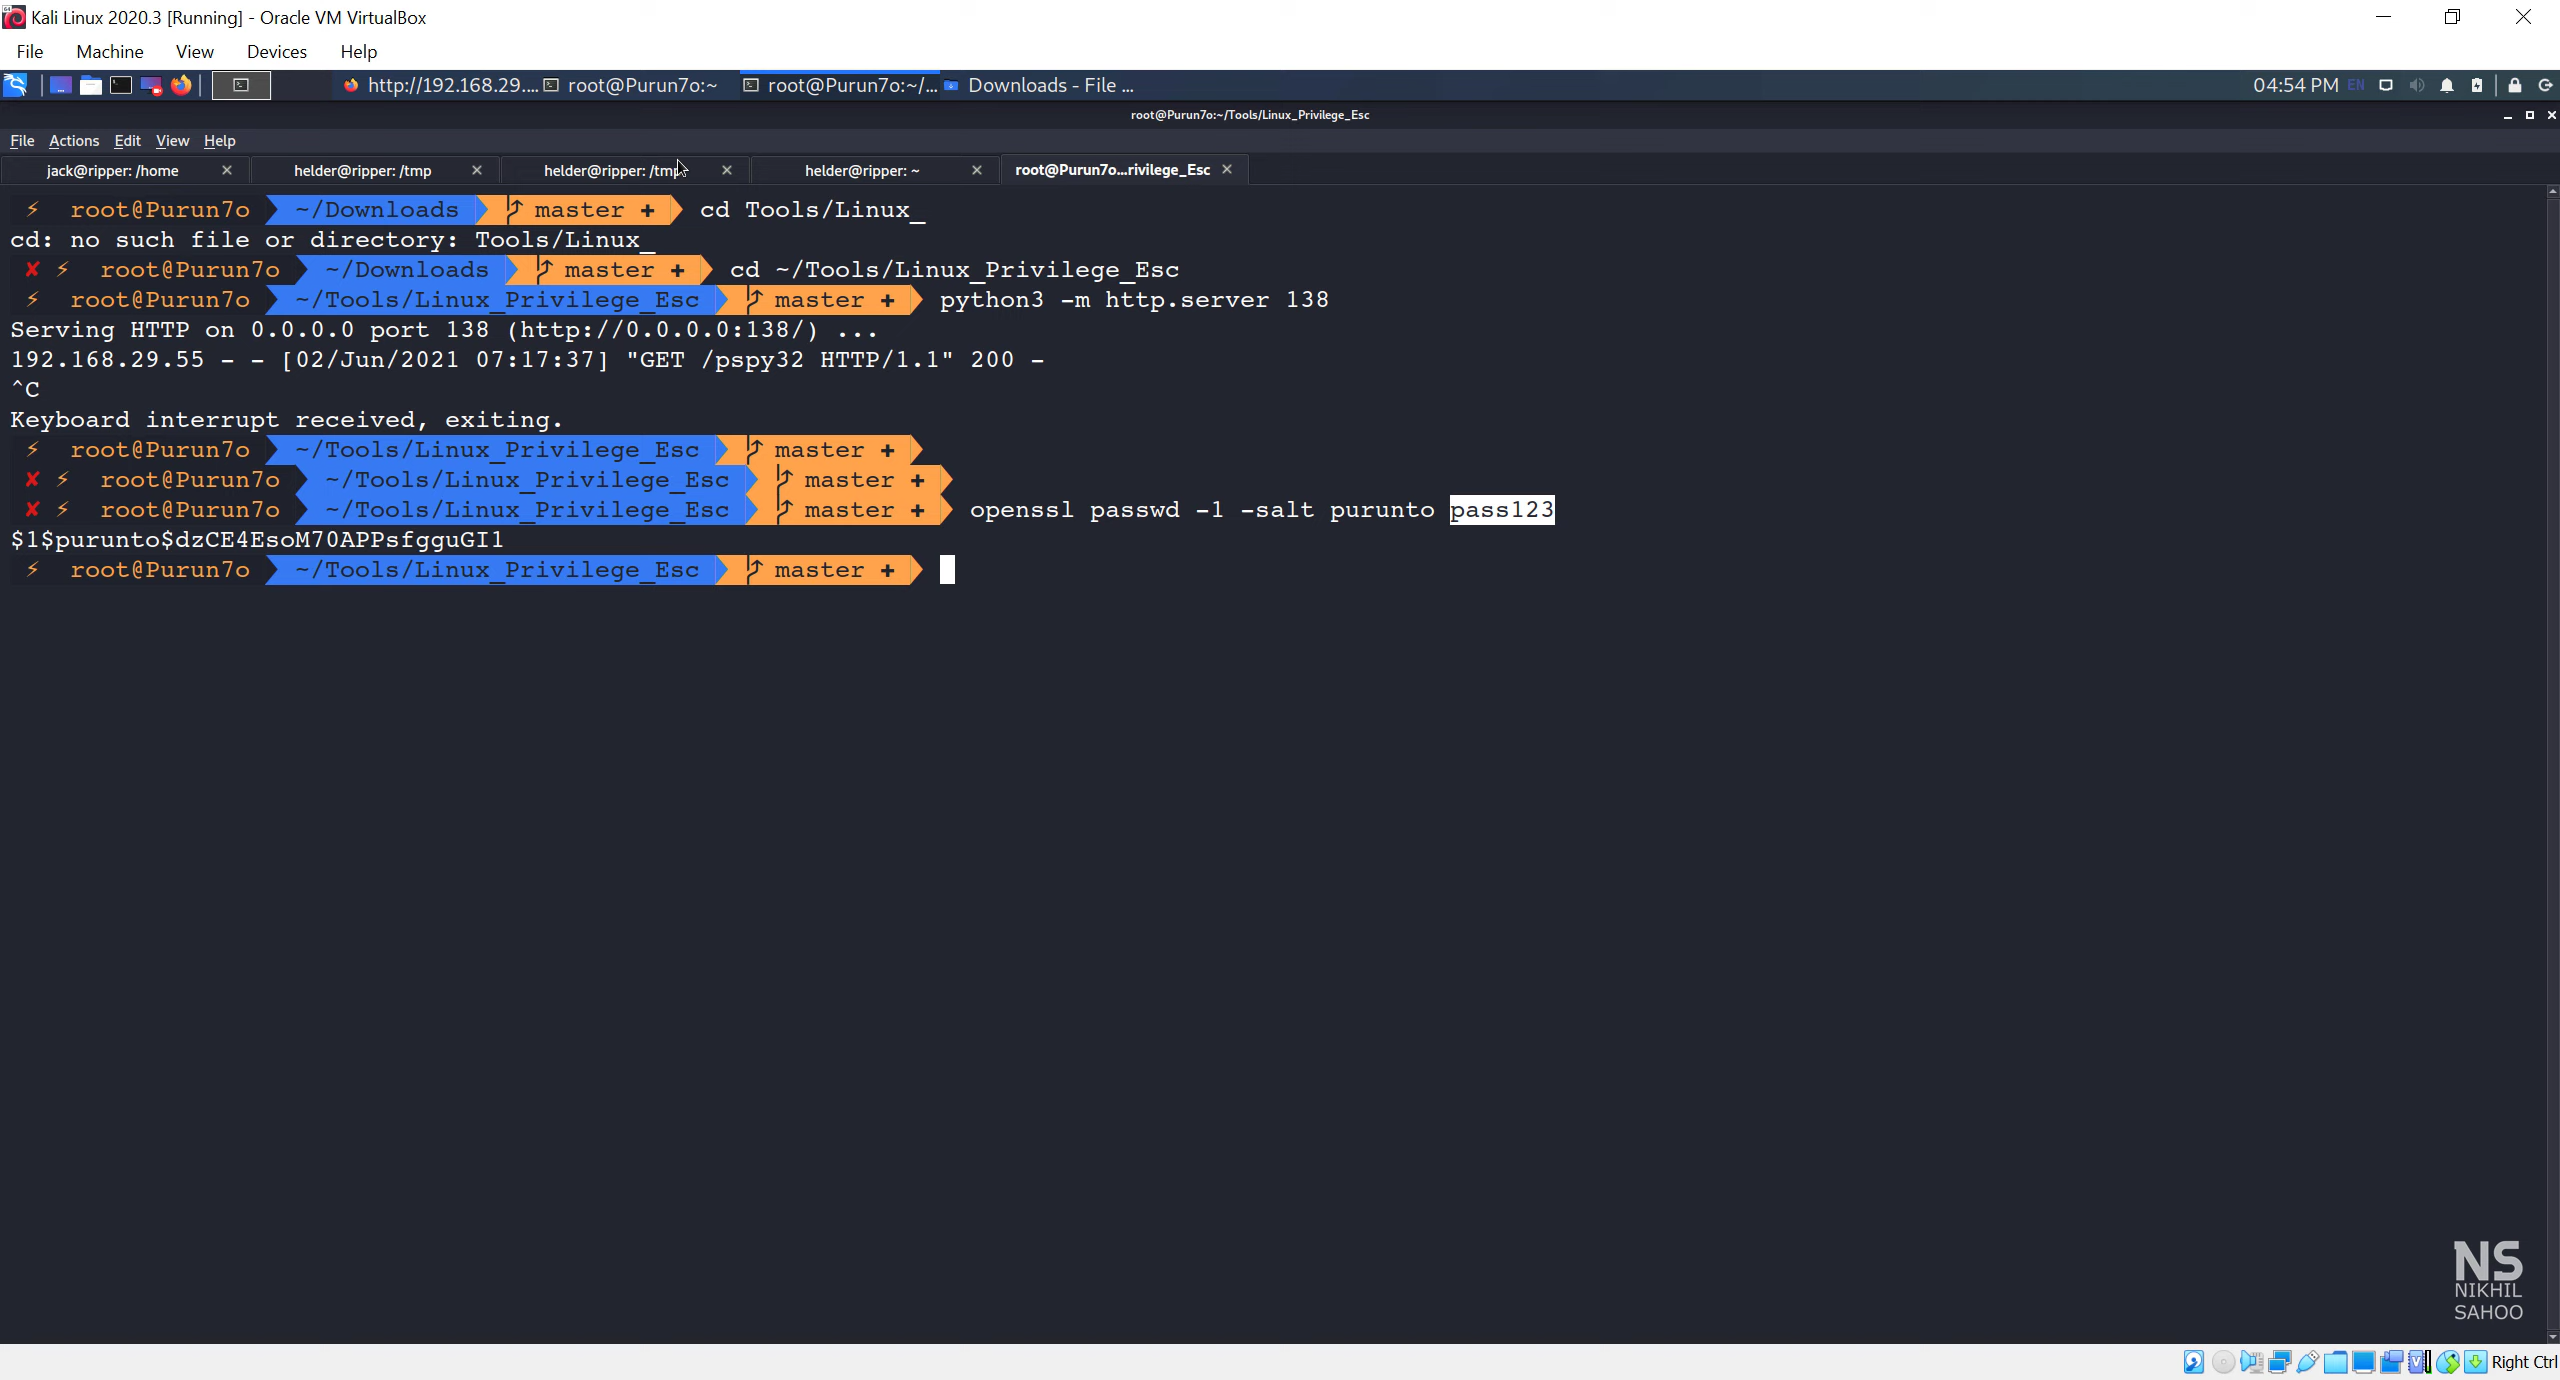 Kali Linux 2020.3 [Running] - Oracle VM VirtualBox
File Machine View Devices Help
http://192.168.29.... root@Purun7o:~ root@Purun7o:~/... Downloads - File ... 04:54 PM EN
root@Purun7o:~/Tools/Linux_Privilege_Esc
File Actions Edit View Help
jack@ripper: /home helder@ripper: /tmp helder@ripper: /tmp helder@ripper: ~ root@Purun7o...rivilege_Esc
⚡ root@Purun7o ~/Downloads master + cd Tools/Linux_
cd: no such file or directory: Tools/Linux_
✘ ⚡ root@Purun7o ~/Downloads master + cd ~/Tools/Linux_Privilege_Esc
⚡ root@Purun7o ~/Tools/Linux_Privilege_Esc master + python3 -m http.server 138
Serving HTTP on 0.0.0.0 port 138 (http://0.0.0.0:138/) ...
192.168.29.55 - - [02/Jun/2021 07:17:37] "GET /pspy32 HTTP/1.1" 200 -
^C
Keyboard interrupt received, exiting.
⚡ root@Purun7o ~/Tools/Linux_Privilege_Esc master +
✘ ⚡ root@Purun7o ~/Tools/Linux_Privilege_Esc master +
✘ ⚡ root@Purun7o ~/Tools/Linux_Privilege_Esc master + openssl passwd -1 -salt purunto pass123
$1$purunto$dzCE4EsoM70APPsfgguGI1
⚡ root@Purun7o ~/Tools/Linux_Privilege_Esc master +
NS
NIKHIL
SAHOO
Right Ctrl